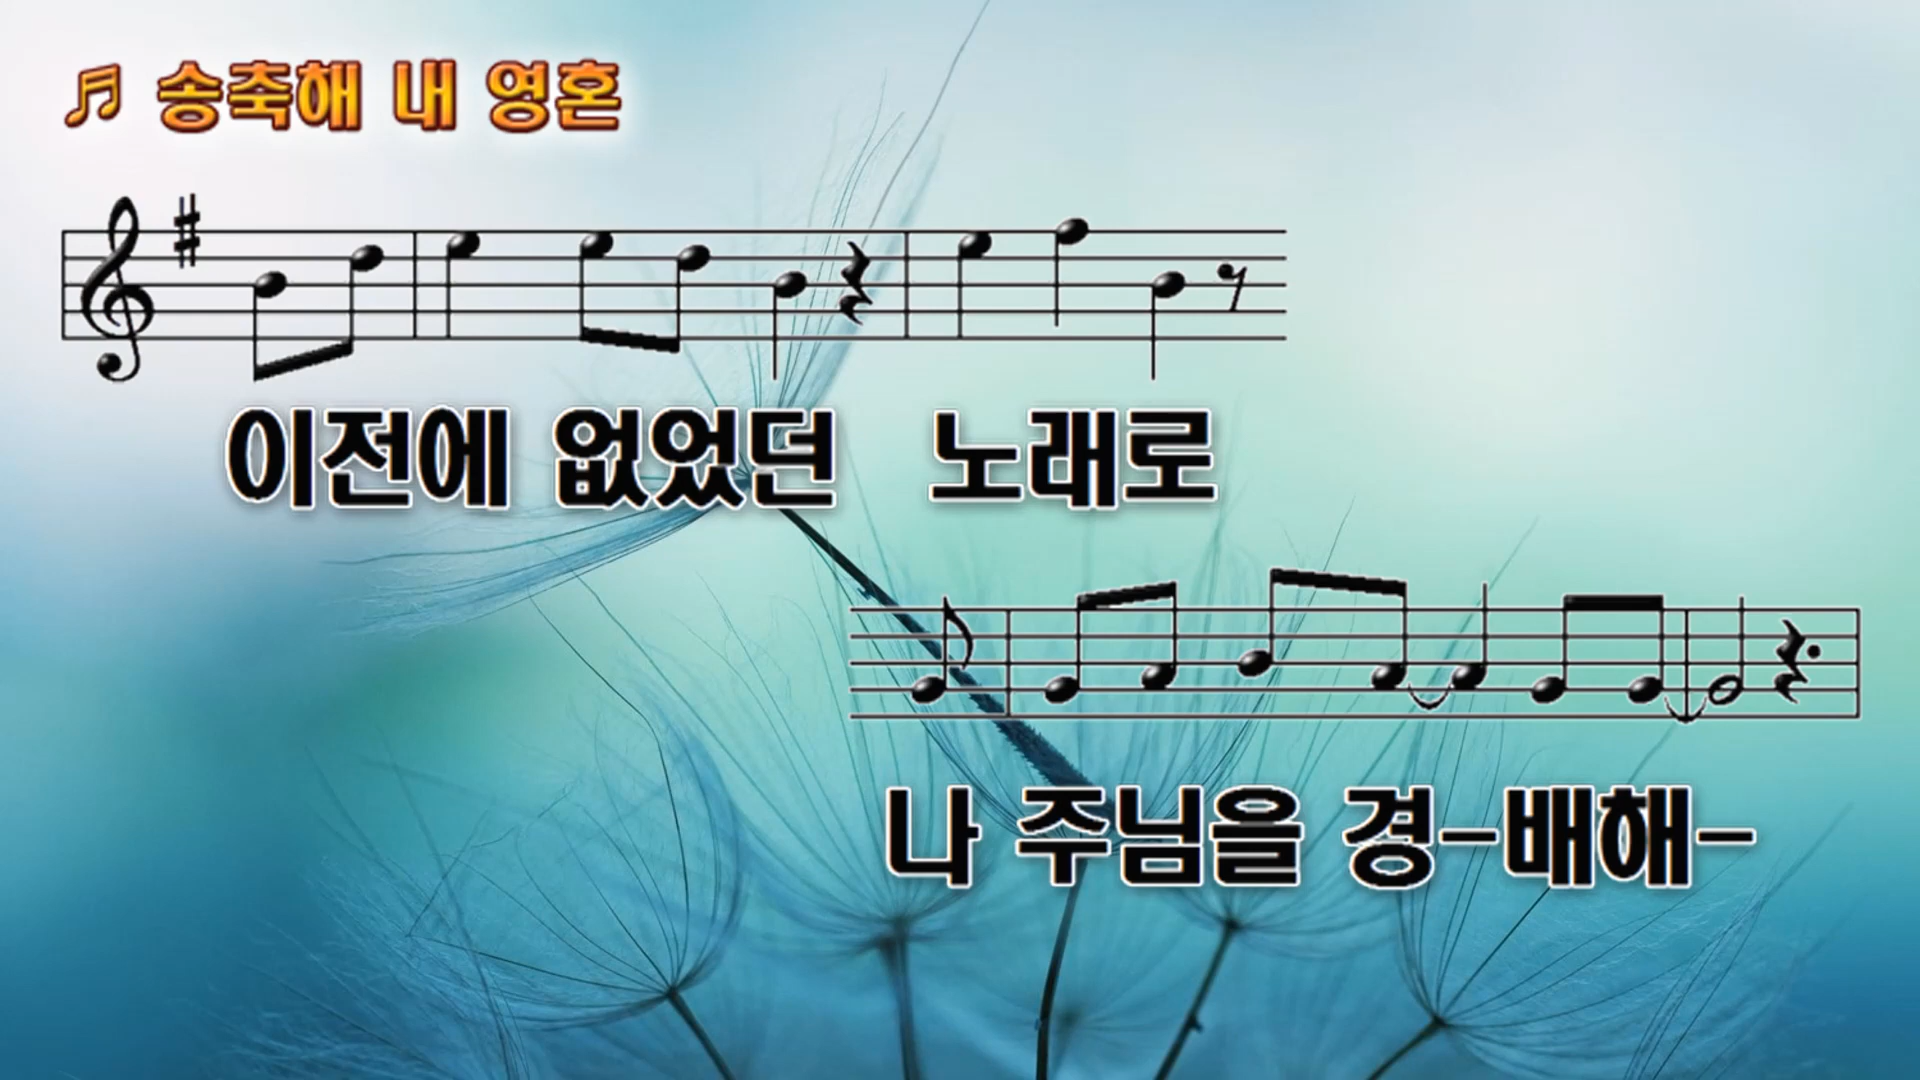 송축해 내 영혼
이전에 없었던 노래로
나 주님을 경-배해-